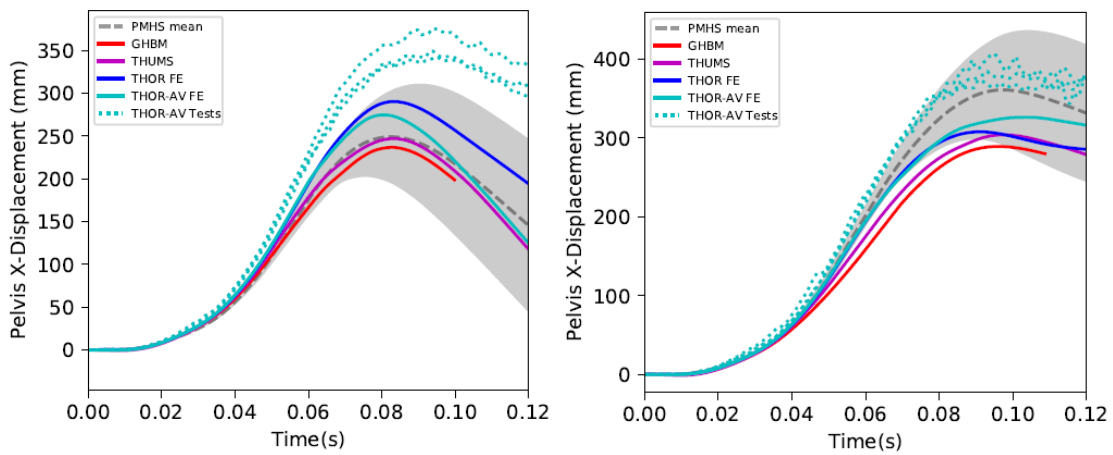 PMHS mean
GHBM
THUMS
THOR FE
THOR-AV FE
THOR-AV Tests
350
300
250
200
150
100
50
0
Pelvis X-Displacement (mm)
0.00 0.02 0.04 0.06 0.08 0.10 0.12
Time(s)
PMHS mean
GHBM
THUMS
THOR FE
THOR-AV FE
THOR-AV Tests
400
300
200
100
0
Pelvis X-Displacement (mm)
0.00 0.02 0.04 0.06 0.08 0.10 0.12
Time(s)